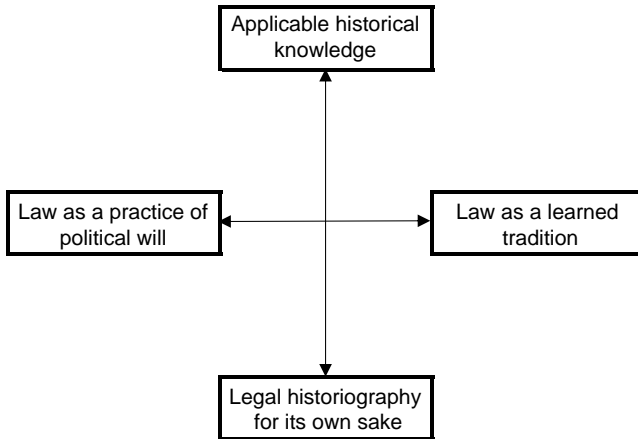 Applicable historical
knowledge
Law as a practice of
political will
Law as a learned
tradition
Legal historiography
for its own sake